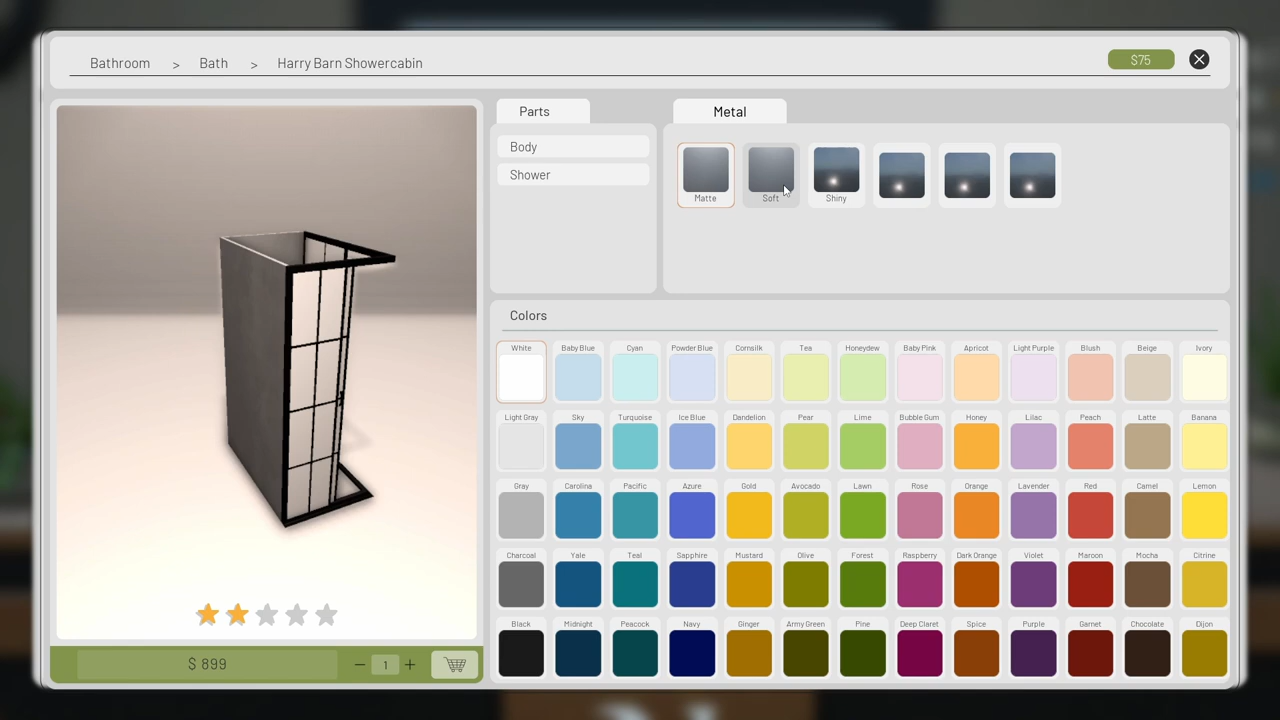 Bathroom > Bath > Harry Barn Showercabin $75
Parts Metal
Body
Shower
Matte Soft Shiny
Colors
White Baby Blue Cyan Powder Blue Cornsilk Tea Honeydew Baby Pink Apricot Light Purple Blush Beige Ivory
Light Gray Sky Turquoise Ice Blue Dandelion Pear Lime Bubble Gum Honey Lilac Peach Latte Banana
Gray Carolina Pacific Azure Gold Avocado Lawn Rose Orange Lavender Red Camel Lemon
Charcoal Yale Teal Sapphire Mustard Olive Forest Raspberry Dark Orange Violet Maroon Mocha Citrine
Black Midnight Peacock Navy Ginger Army Green Pine Deep Claret Spice Purple Garnet Chocolate Dijon
$ 899 − 1 +